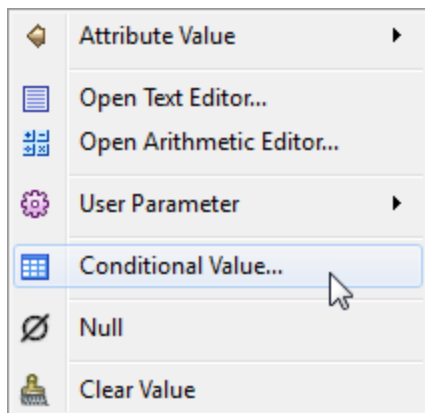 Attribute Value
Open Text Editor...
Open Arithmetic Editor...
User Parameter
Conditional Value...
Null
Clear Value